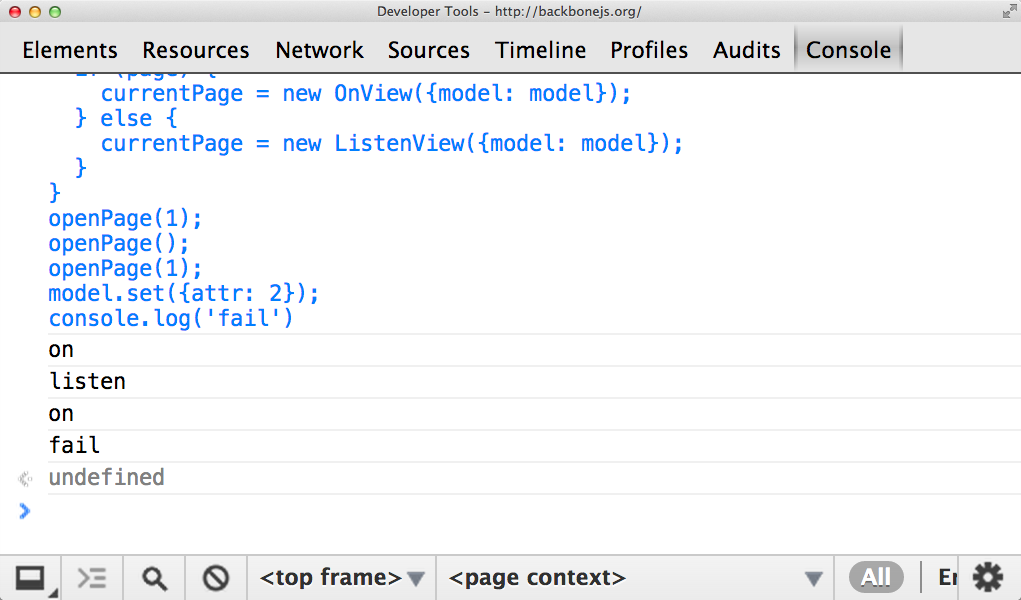 Developer Tools - http://backbonejs.org/
Elements Resources Network Sources Timeline Profiles Audits Console
if (page) {
currentPage = new OnView({model: model});
} else {
currentPage = new ListenView({model: model});
}
}
openPage(1);
openPage();
openPage(1);
model.set({attr: 2});
console.log('fail')
on
listen
on
fail
undefined
<top frame> <page context> All Er